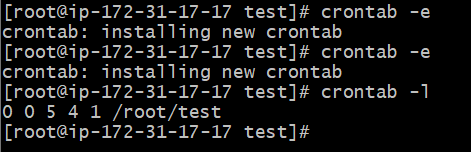 [root@ip-172-31-17-17 test]# crontab -e
crontab: installing new crontab
[root@ip-172-31-17-17 test]# crontab -e
crontab: installing new crontab
[root@ip-172-31-17-17 test]# crontab -l
0 0 5 4 1 /root/test
[root@ip-172-31-17-17 test]#